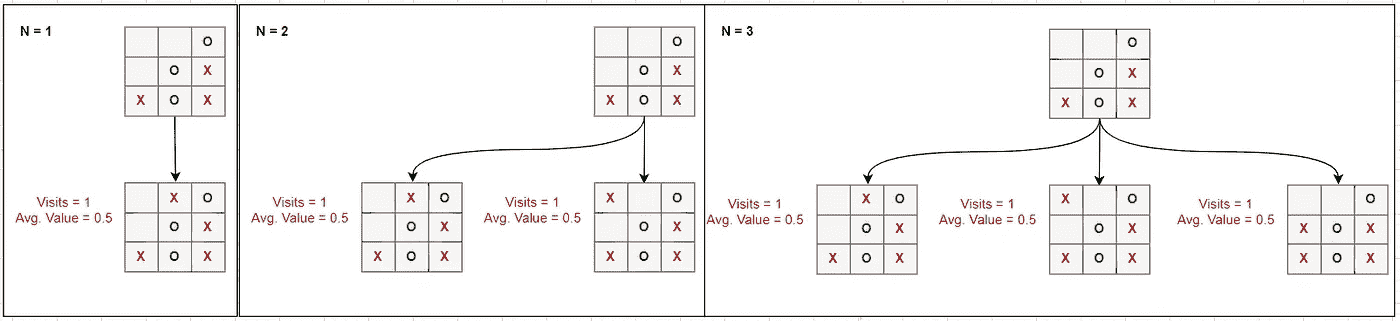 N = 1
O
O X
X O X
Visits = 1
Avg. Value = 0.5
X O
O X
X O X
N = 2
O
O X
X O X
Visits = 1
Avg. Value = 0.5
X O
O X
X O X
Visits = 1
Avg. Value = 0.5
X O
O X
X O X
N = 3
O
O X
X O X
Visits = 1
Avg. Value = 0.5
X O
O X
X O X
Visits = 1
Avg. Value = 0.5
X O
O X
X O X
Visits = 1
Avg. Value = 0.5
O
X O X
X O X